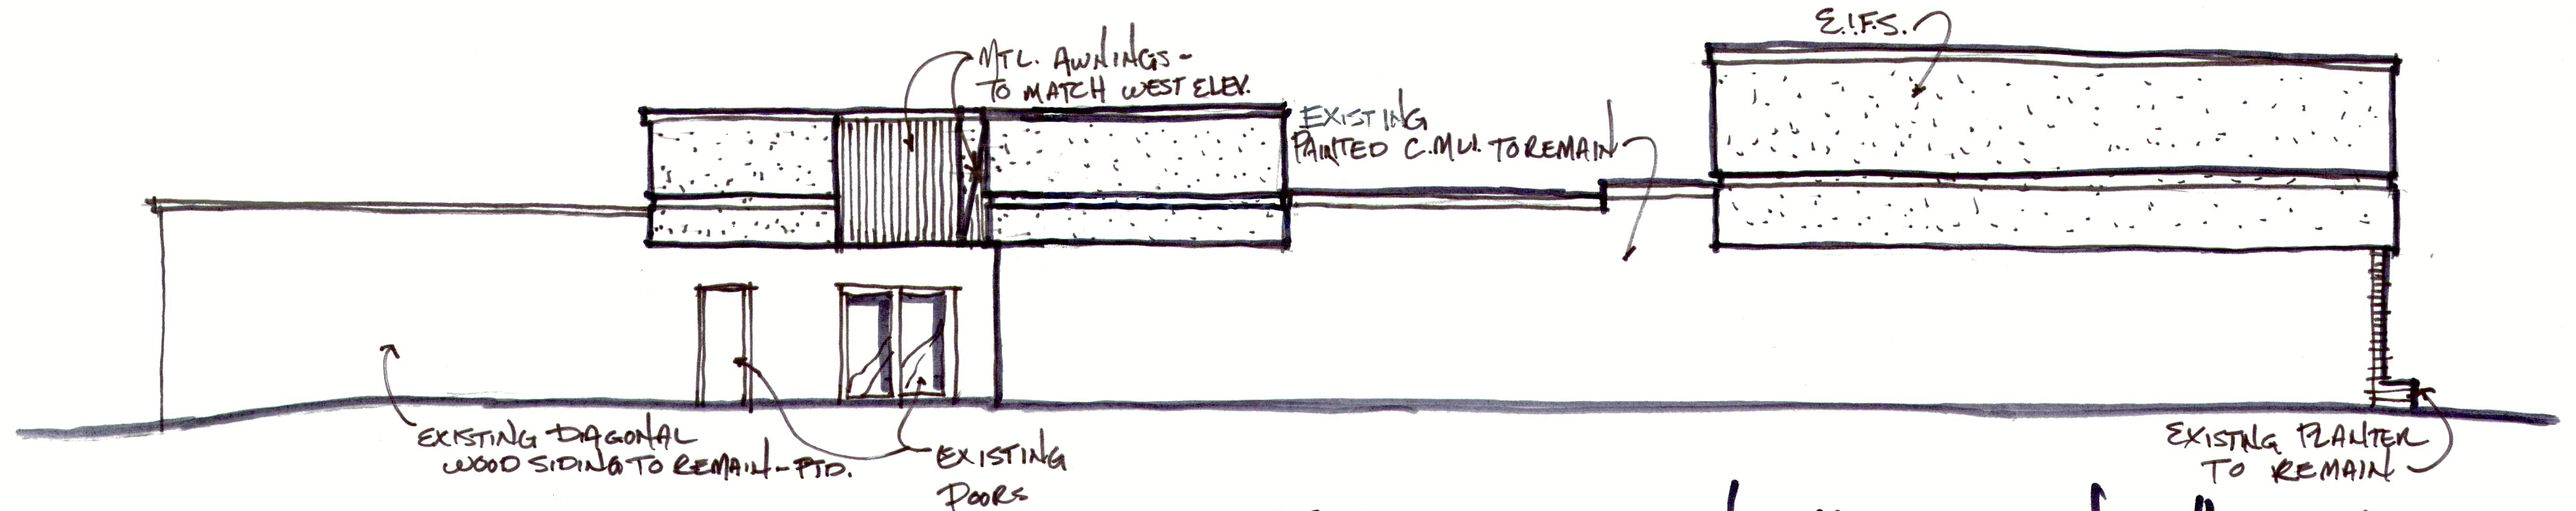 E.I.F.S.
MTL. AWNINGS -
TO MATCH WEST ELEV.
EXISTING
PAINTED C.M.U. TO REMAIN
EXISTING DIAGONAL
WOOD SIDING TO REMAIN - PTD.
EXISTING
DOORS
EXISTING PLANTER
TO REMAIN